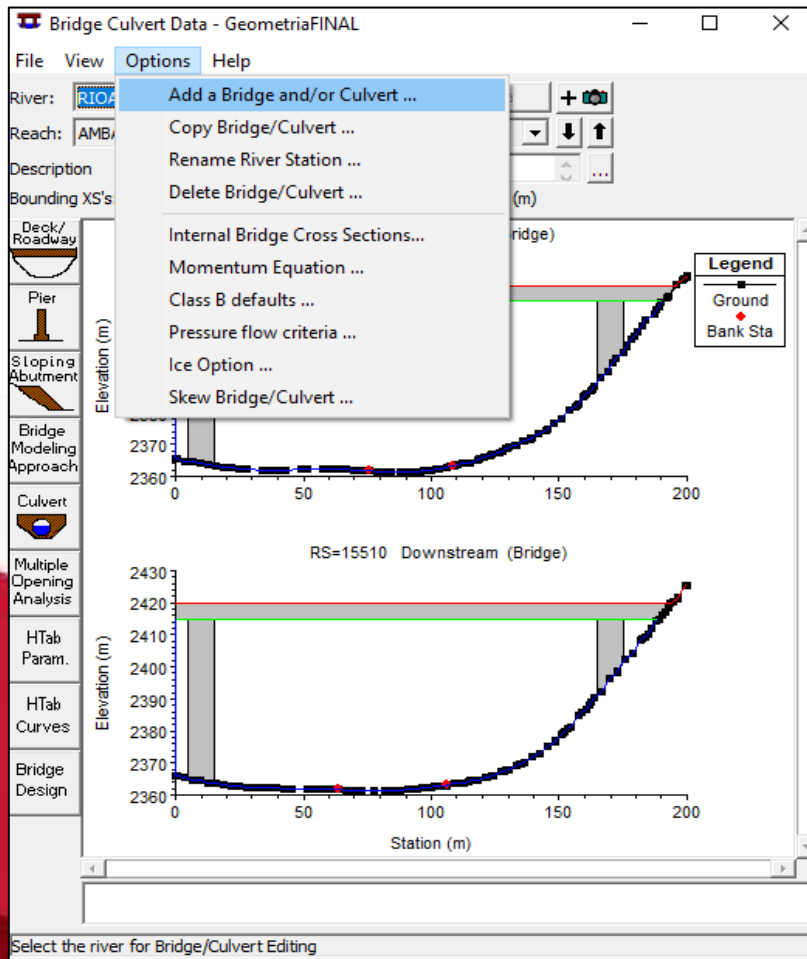 Bridge Culvert Data - GeometriaFINAL
File View Options Help
River: RIOA
Reach: AMBA
Description
Bounding XS's: (m)
Add a Bridge and/or Culvert ...
Copy Bridge/Culvert ...
Rename River Station ...
Delete Bridge/Culvert ...
Internal Bridge Cross Sections...
Momentum Equation ...
Class B defaults ...
Pressure flow criteria ...
Ice Option ...
Skew Bridge/Culvert ...
Deck/
Roadway
Pier
Sloping
Abutment
Bridge
Modeling
Approach
Culvert
Multiple
Opening
Analysis
HTab
Param.
HTab
Curves
Bridge
Design
Legend
Ground
Bank Sta
Elevation (m)
2370
2360
0 50 100 150 200
RS=15510 Downstream (Bridge)
Elevation (m)
2430
2420
2410
2400
2390
2380
2370
2360
0 50 100 150 200
Station (m)
Select the river for Bridge/Culvert Editing